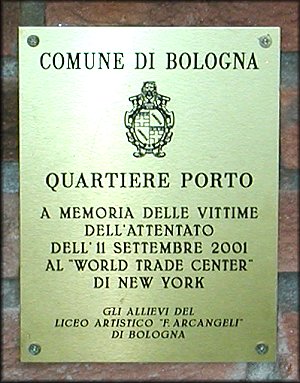 COMUNE DI BOLOGNA
QUARTIERE PORTO
A MEMORIA DELLE VITTIME
DELL'ATTENTATO
DELL'11 SETTEMBRE 2001
AL "WORLD TRADE CENTER"
DI NEW YORK
GLI ALLIEVI DEL
LICEO ARTISTICO "F. ARCANGELI"
DI BOLOGNA